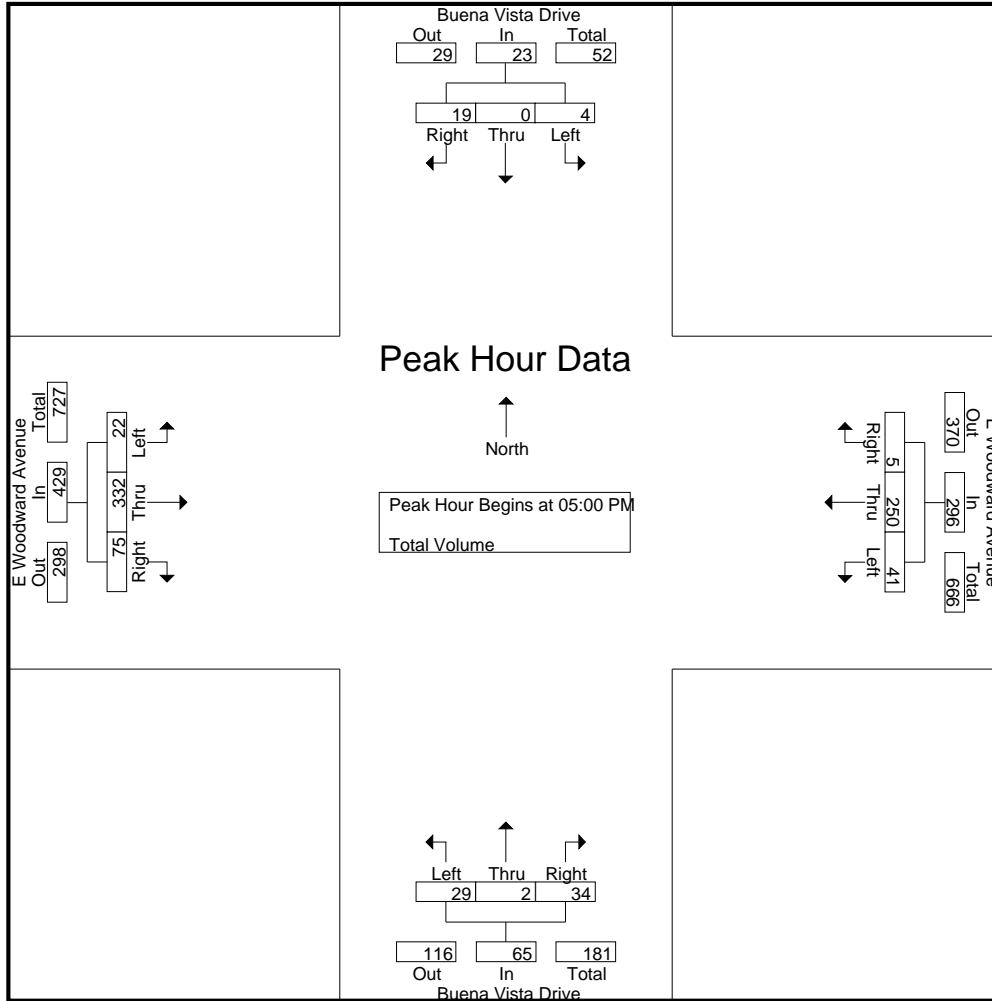 Buena Vista Drive
Out In Total
29 23 52
19 0 4
Right Thru Left
Peak Hour Data
North
Peak Hour Begins at 05:00 PM
Total Volume
E Woodward Avenue
Out In Total
298 429 727
75 332 22
Right Thru Left
E Woodward Avenue
Out In Total
370 296 666
5 250 41
Right Thru Left
Left Thru Right
29 2 34
116 65 181
Out In Total
Buena Vista Drive